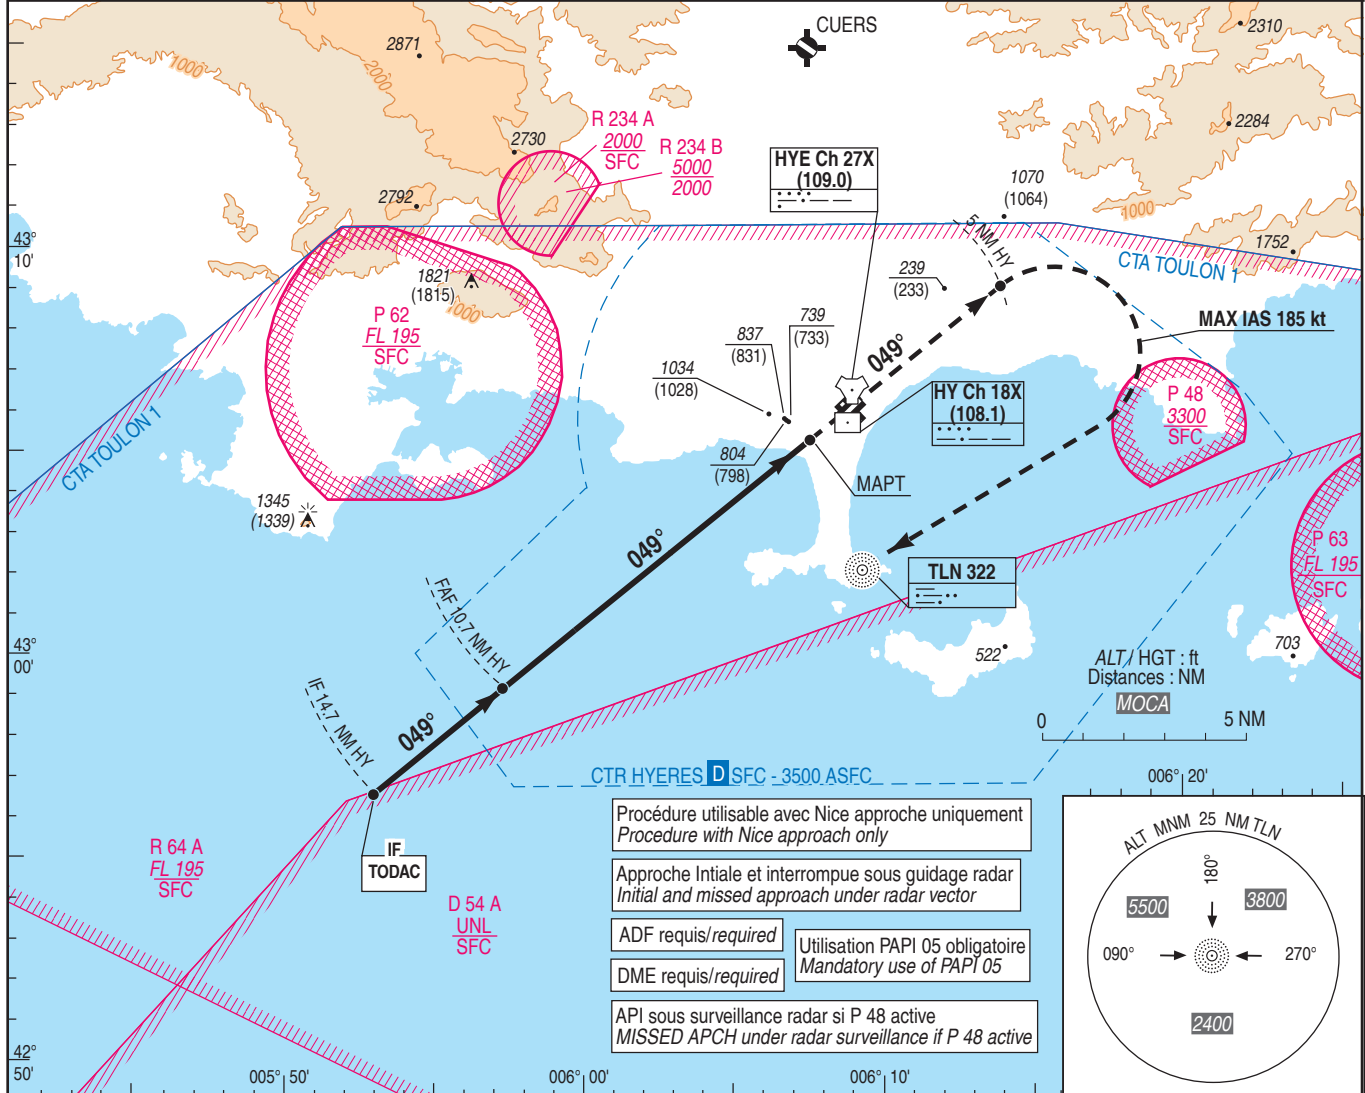 2310
CUERS
2871
1000
2000
2284
R 234 A
2000
SFC
R 234 B
5000
2000
2730
2792
HYE Ch 27X
(109.0)
1070
(1064)
1000
5 NM HY
43°
10'
1752
CTA TOULON 1
1821
(1815)
1000
239
(233)
P 62
FL 195
SFC
MAX IAS 185 kt
739
(733)
837
(831)
049°
1034
(1028)
HY Ch 18X
(108.1)
P 48
3300
SFC
CTA TOULON 1
804
(798)
MAPT
1345
(1339)
049°
P 63
FL 195
SFC
TLN 322
FAF 10.7 NM HY
43°
00'
522
703
ALT / HGT : ft
Distances : NM
MOCA
0 5 NM
IF 14.7 NM HY
049°
CTR HYERES D SFC - 3500 ASFC
006° 20'
IF
TODAC
R 64 A
FL 195
SFC
D 54 A
UNL
SFC
Procédure utilisable avec Nice approche uniquement
Procedure with Nice approach only
Approche Intiale et interrompue sous guidage radar
Initial and missed approach under radar vector
ADF requis/required
DME requis/required
Utilisation PAPI 05 obligatoire
Mandatory use of PAPI 05
API sous surveillance radar si P 48 active
MISSED APCH under radar surveillance if P 48 active
ALT MNM 25 NM TLN
180°
5500
3800
090°
270°
2400
42°
50'
005° 50'
006° 00'
006° 10'